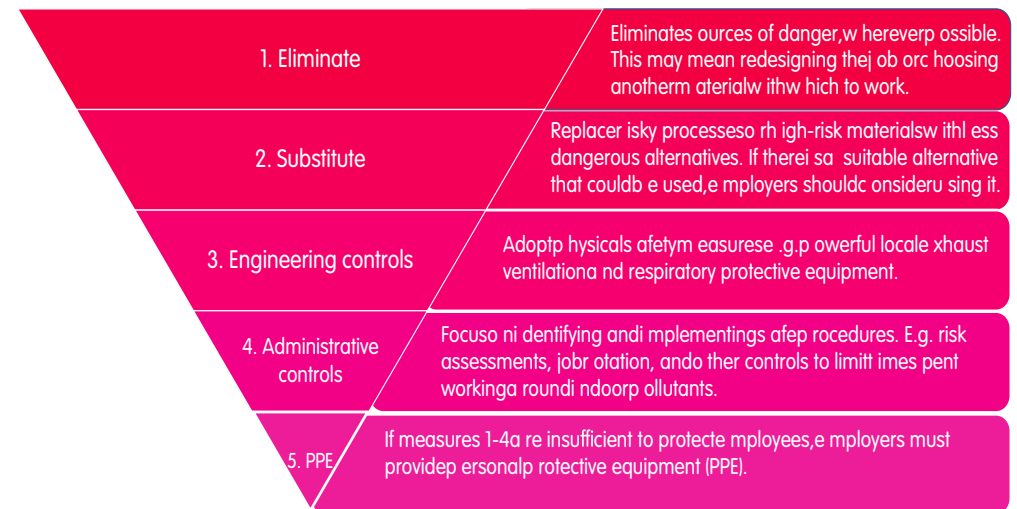 1. Eliminate
Eliminates ources of danger,w hereverp ossible.
This may mean redesigning thej ob orc hoosing
anotherm aterialw ithw hich to work.
2. Substitute
Replacer isky processeso rh igh-risk materialsw ithl ess
dangerous alternatives. If therei sa  suitable alternative
that couldb e used,e mployers shouldc onsideru sing it.
3. Engineering controls
Adoptp hysicals afetym easurese .g.p owerful locale xhaust
ventilationa nd respiratory protective equipment.
4. Administrative
controls
Focuso ni dentifying andi mplementings afep rocedures. E.g. risk
assessments, jobr otation, ando ther controls to limitt imes pent
workinga roundi ndoorp ollutants.
5. PPE
If measures 1-4a re insufficient to protecte mployees,e mployers must
providep ersonalp rotective equipment (PPE).